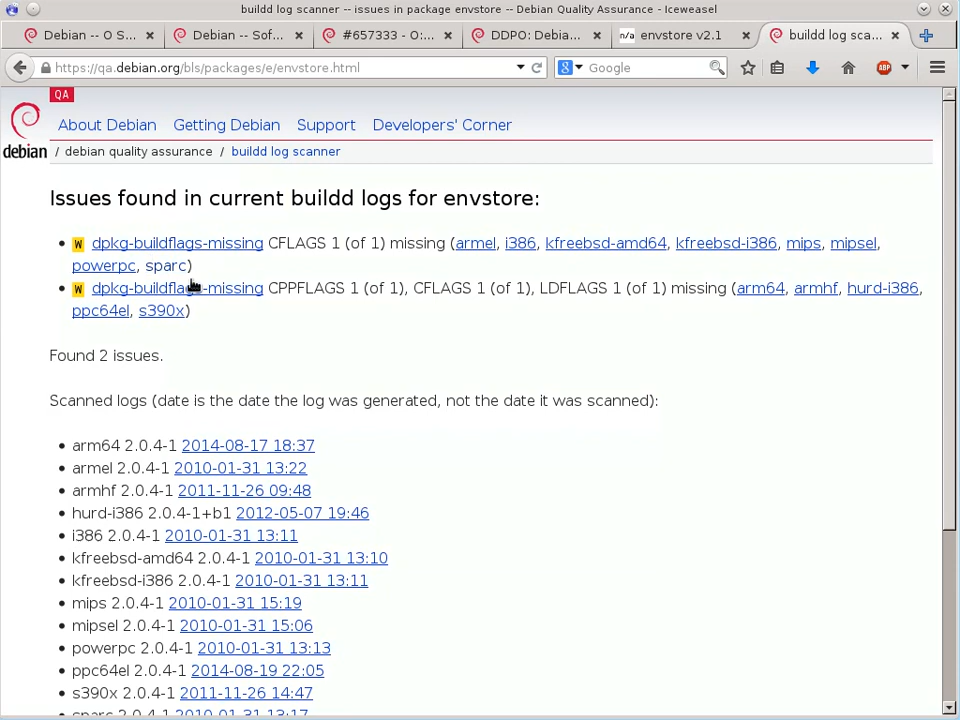 buildd log scanner -- issues in package envstore -- Debian Quality Assurance - Iceweasel
Debian -- O S...
Debian -- Sof...
#657333 - O:...
DDPO: Debia...
n/a envstore v2.1
buildd log sca...
https://qa.debian.org/bls/packages/e/envstore.html
8 Google
ABP
QA
About Debian Getting Debian Support Developers' Corner
debian / debian quality assurance / buildd log scanner
Issues found in current buildd logs for envstore:
• W dpkg-buildflags-missing CFLAGS 1 (of 1) missing (armel, i386, kfreebsd-amd64, kfreebsd-i386, mips, mipsel,
powerpc, sparc)
• W dpkg-buildflags-missing CPPFLAGS 1 (of 1), CFLAGS 1 (of 1), LDFLAGS 1 (of 1) missing (arm64, armhf, hurd-i386,
ppc64el, s390x)
Found 2 issues.
Scanned logs (date is the date the log was generated, not the date it was scanned):
• arm64 2.0.4-1 2014-08-17 18:37
• armel 2.0.4-1 2010-01-31 13:22
• armhf 2.0.4-1 2011-11-26 09:48
• hurd-i386 2.0.4-1+b1 2012-05-07 19:46
• i386 2.0.4-1 2010-01-31 13:11
• kfreebsd-amd64 2.0.4-1 2010-01-31 13:10
• kfreebsd-i386 2.0.4-1 2010-01-31 13:11
• mips 2.0.4-1 2010-01-31 15:19
• mipsel 2.0.4-1 2010-01-31 15:06
• powerpc 2.0.4-1 2010-01-31 13:13
• ppc64el 2.0.4-1 2014-08-19 22:05
• s390x 2.0.4-1 2011-11-26 14:47
• sparc 2.0.4-1 2010-01-31 13:17